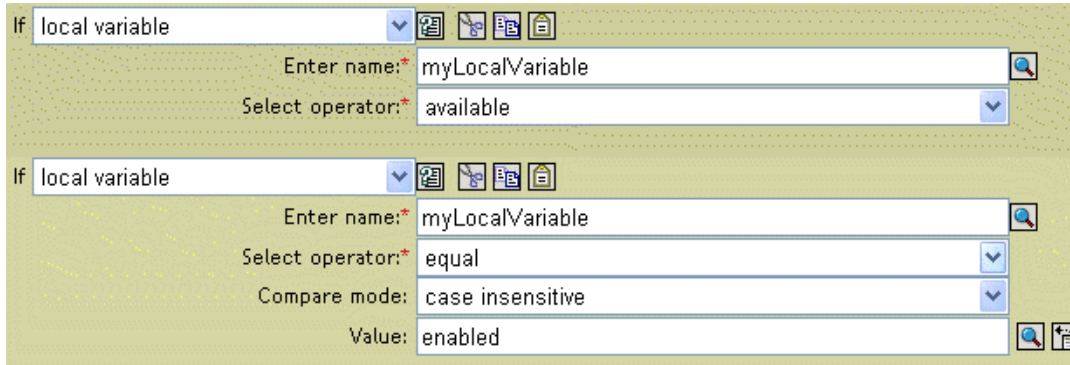 If local variable
Enter name:* myLocalVariable
Select operator:* available
If local variable
Enter name:* myLocalVariable
Select operator:* equal
Compare mode: case insensitive
Value: enabled